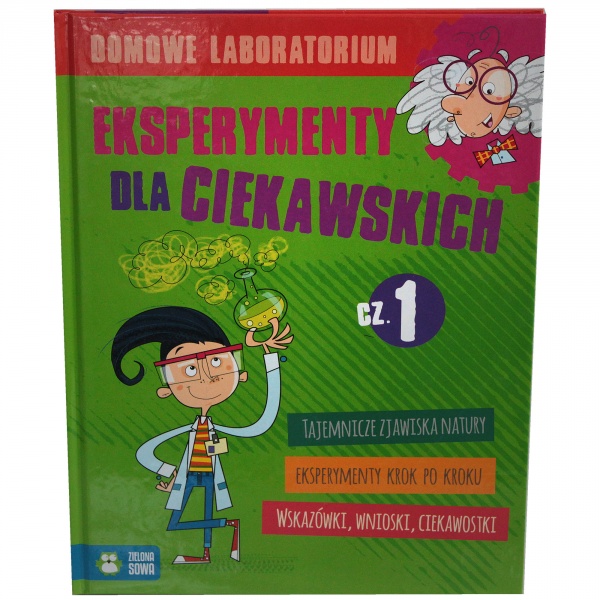 DOMOWE LABORATORIUM
EKSPERYMENTY
DLA CIEKAWSKICH
CZ. 1
TAJEMNICZE ZJAWISKA NATURY
EKSPERYMENTY KROK PO KROKU
WSKAZÓWKI, WNIOSKI, CIEKAWOSTKI
ZIELONA
SOWA